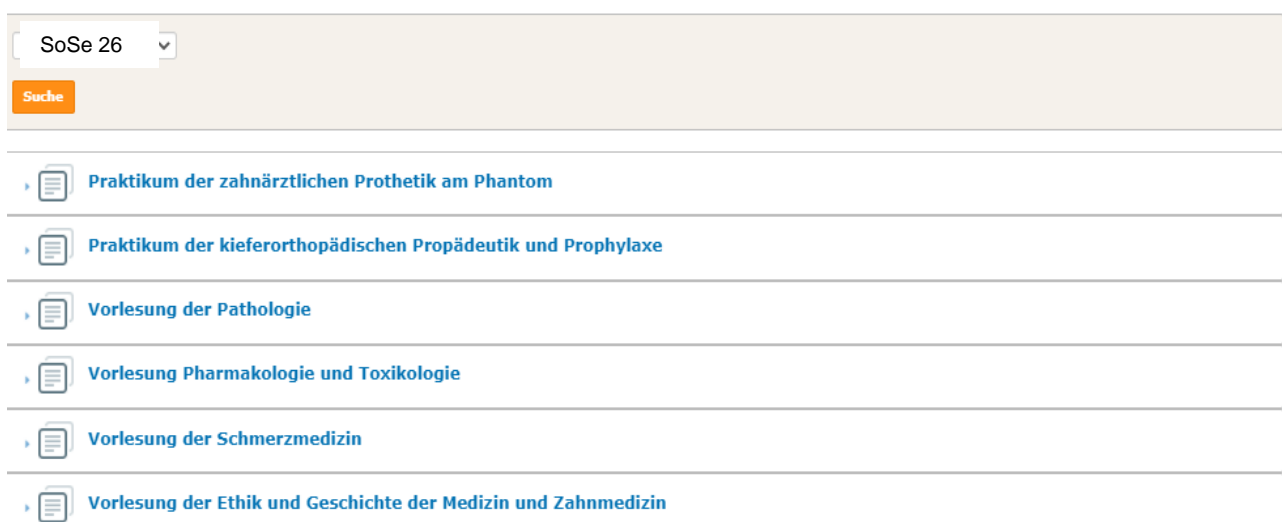 SoSe 26
Suche
Praktikum der zahnärztlichen Prothetik am Phantom
Praktikum der kieferorthopädischen Propädeutik und Prophylaxe
Vorlesung der Pathologie
Vorlesung Pharmakologie und Toxikologie
Vorlesung der Schmerzmedizin
Vorlesung der Ethik und Geschichte der Medizin und Zahnmedizin